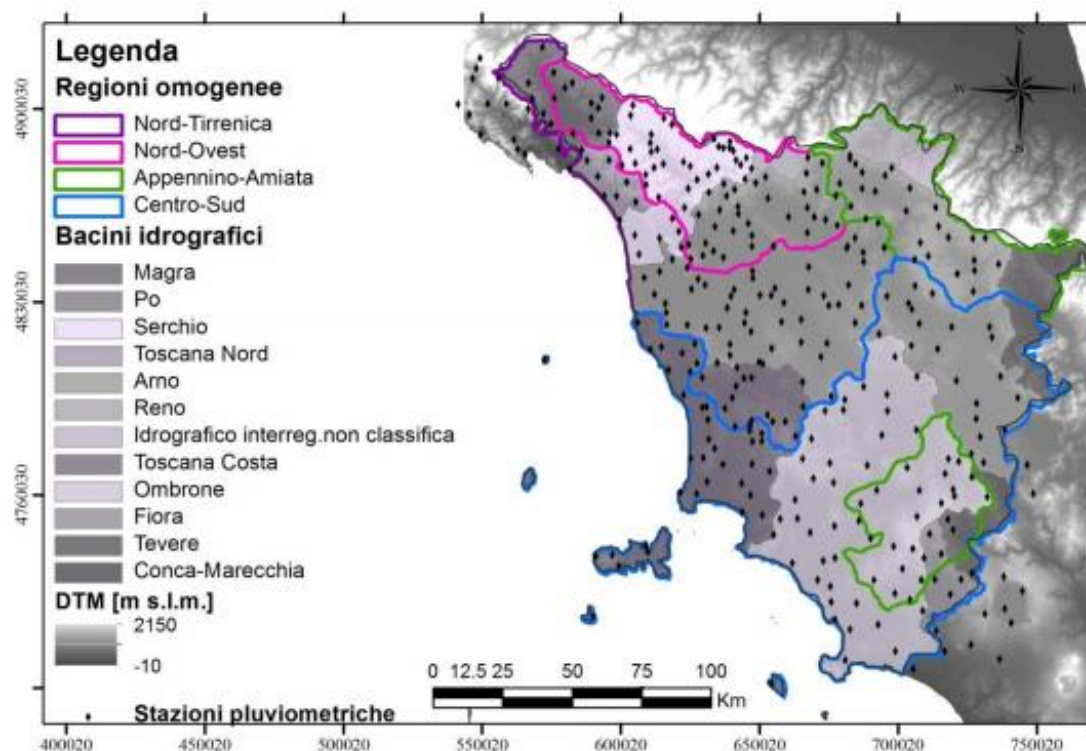 Legenda
Regioni omogenee
Nord-Tirrenica
Nord-Ovest
Appennino-Amiata
Centro-Sud
Bacini idrografici
Magra
Po
Serchio
Toscana Nord
Arno
Reno
Idrografico interreg.non classifica
Toscana Costa
Ombrone
Fiora
Tevere
Conca-Marecchia
DTM [m s.l.m.]
2150
-10
Stazioni pluviometriche
N
W E
S
0 12.5 25 50 75 100
Km
4900030
4830030
4760030
400020 450020 500020 550020 600020 650020 700020